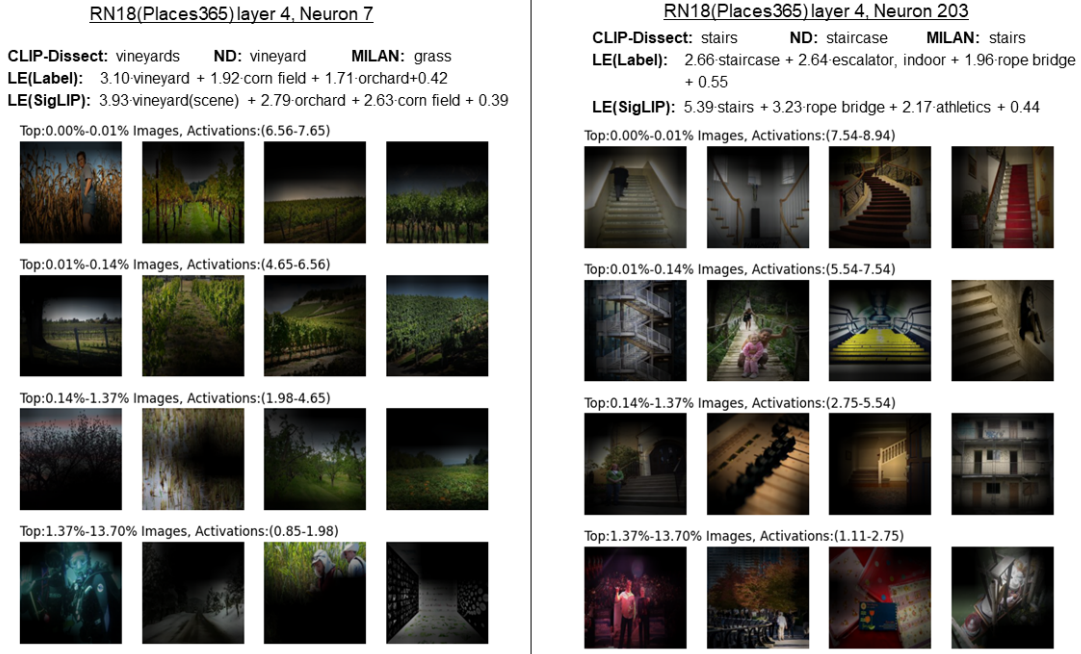 RN18(Places365) layer 4, Neuron 7
CLIP-Dissect: vineyards ND: vineyard MILAN: grass
LE(Label): 3.10·vineyard + 1.92·corn field + 1.71·orchard+0.42
LE(SigLIP): 3.93·vineyard(scene) + 2.79·orchard + 2.63·corn field + 0.39
Top:0.00%-0.01% Images, Activations:(6.56-7.65)
Top:0.01%-0.14% Images, Activations:(4.65-6.56)
Top:0.14%-1.37% Images, Activations:(1.98-4.65)
Top:1.37%-13.70% Images, Activations:(0.85-1.98)
RN18(Places365) layer 4, Neuron 203
CLIP-Dissect: stairs ND: staircase MILAN: stairs
LE(Label): 2.66·staircase + 2.64·escalator, indoor + 1.96·rope bridge
+ 0.55
LE(SigLIP): 5.39·stairs + 3.23·rope bridge + 2.17·athletics + 0.44
Top:0.00%-0.01% Images, Activations:(7.54-8.94)
Top:0.01%-0.14% Images, Activations:(5.54-7.54)
Top:0.14%-1.37% Images, Activations:(2.75-5.54)
Top:1.37%-13.70% Images, Activations:(1.11-2.75)